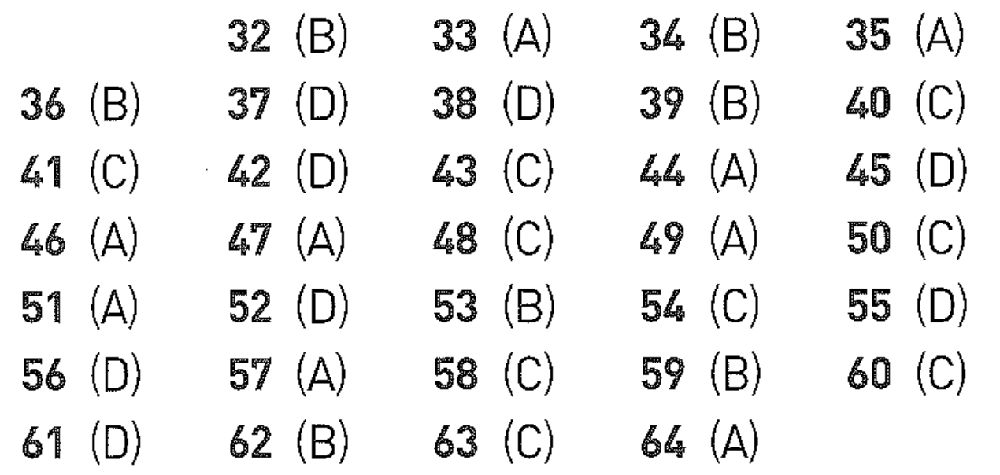 32 (B) 33 (A) 34 (B) 35 (A)
36 (B) 37 (D) 38 (D) 39 (B) 40 (C)
41 (C) 42 (D) 43 (C) 44 (A) 45 (D)
46 (A) 47 (A) 48 (C) 49 (A) 50 (C)
51 (A) 52 (D) 53 (B) 54 (C) 55 (D)
56 (D) 57 (A) 58 (C) 59 (B) 60 (C)
61 (D) 62 (B) 63 (C) 64 (A)